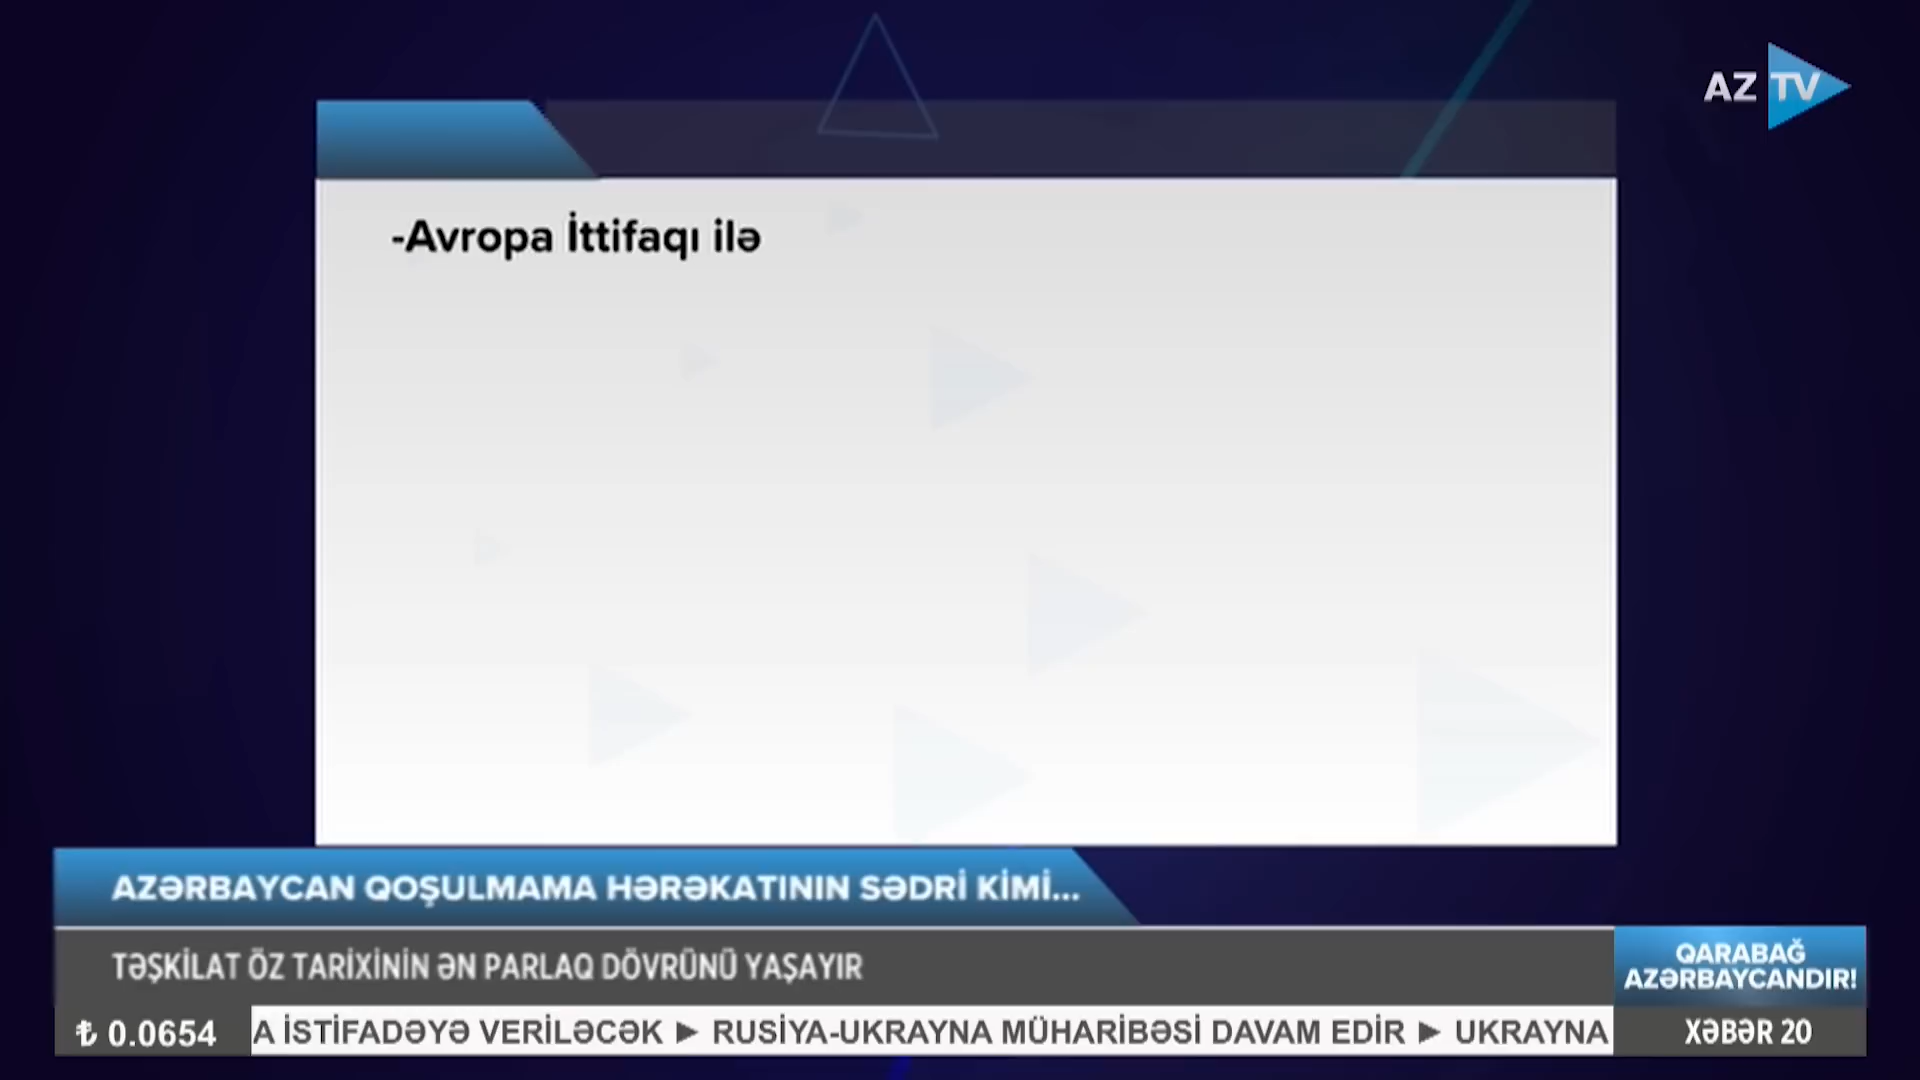 AZ TV
-Avropa İttifaqı ilə
AZƏRBAYCAN QOŞULMAMA HƏRƏKATININ SƏDRİ KİMİ...
TƏŞKİLAT ÖZ TARİXİNİN ƏN PARLAQ DÖVRÜNÜ YAŞAYIR
QARABAĞ
AZƏRBAYCANDIR!
₺ 0.0654
A İSTİFADƏYƏ VERİLƏCƏK ► RUSİYA-UKRAYNA MÜHARİBƏSİ DAVAM EDİR ► UKRAYNA
XƏBƏR 20